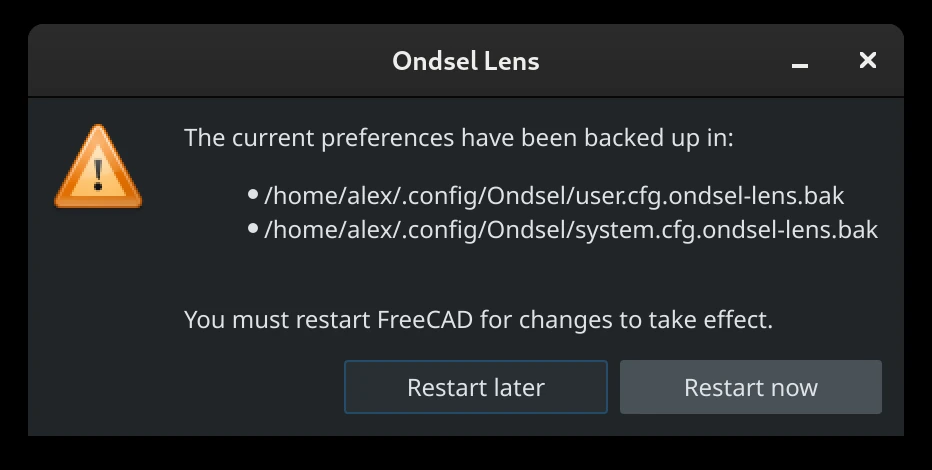 Ondsel Lens
The current preferences have been backed up in:
•/home/alex/.config/Ondsel/user.cfg.ondsel-lens.bak
•/home/alex/.config/Ondsel/system.cfg.ondsel-lens.bak
You must restart FreeCAD for changes to take effect.
Restart later
Restart now